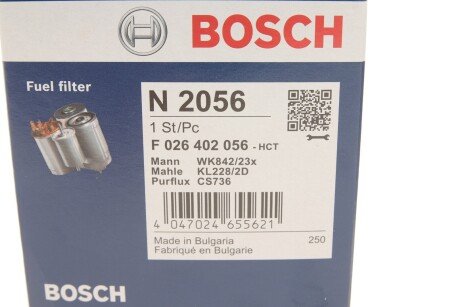 BOSCH
Fuel filter
N 2056
1 St/Pc
F 026 402 056 - HCT
Mann WK842/23x
Mahle KL228/2D
Purflux CS736
4 047024 655621
Made in Bulgaria 250
Fabriqué en Bulgarie
BOSCH